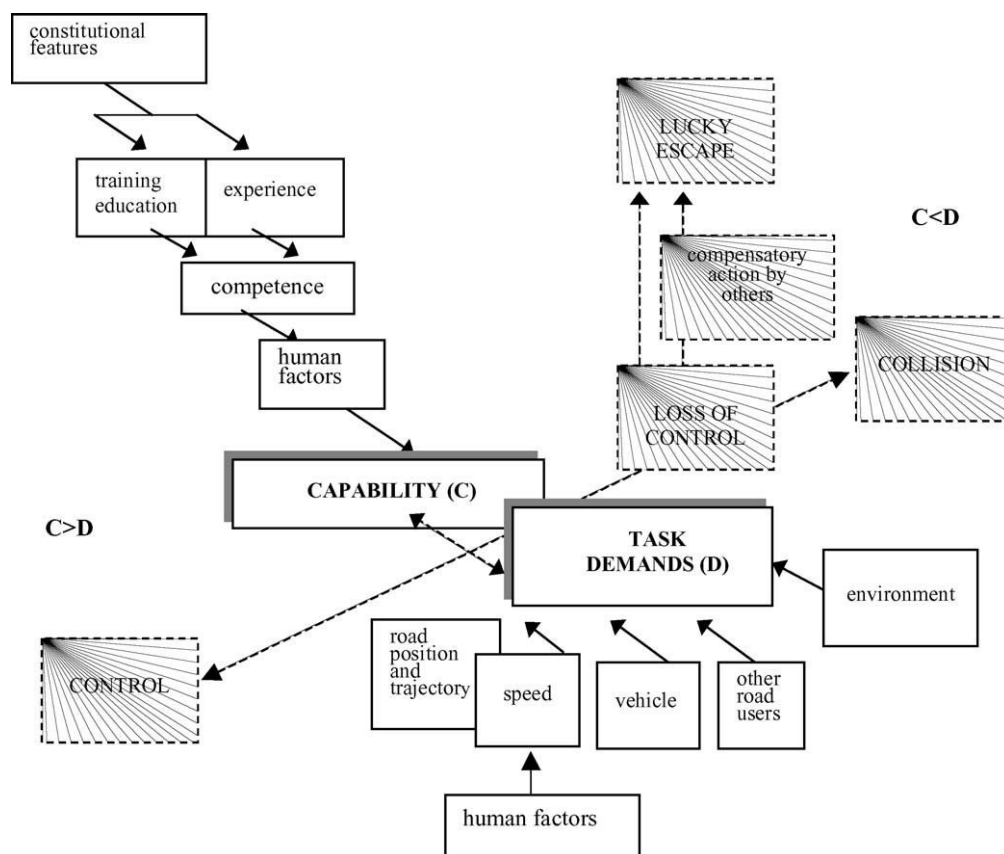 constitutional
features
training
education
experience
competence
human
factors
LUCKY
ESCAPE
C<D
compensatory
action by
others
COLLISION
LOSS OF
CONTROL
CAPABILITY (C)
C>D
TASK
DEMANDS (D)
environment
road
position
and
trajectory
speed
vehicle
other
road
users
CONTROL
human factors